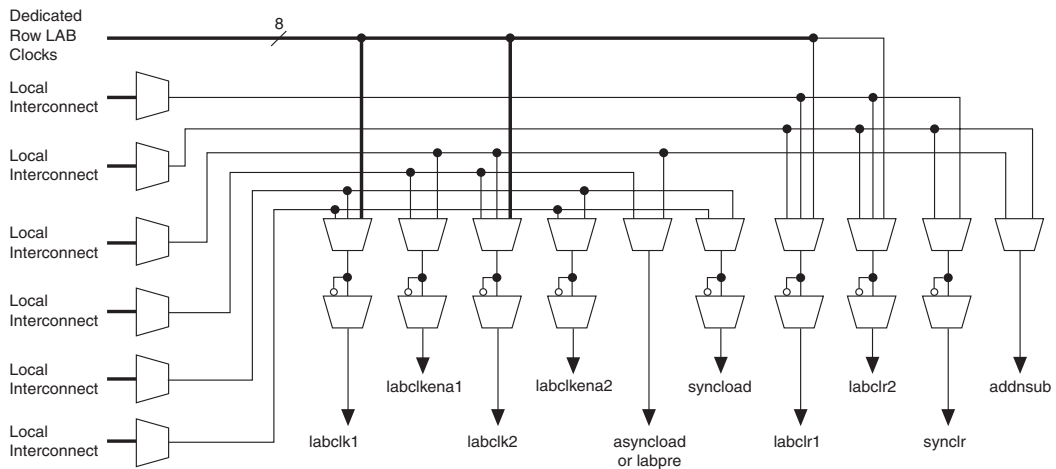 Dedicated
Row LAB
Clocks
8
Local
Interconnect
Local
Interconnect
Local
Interconnect
Local
Interconnect
Local
Interconnect
Local
Interconnect
labclkena1
labclkena2
syncload
labclr2
addnsub
labclk1
labclk2
asyncload
or labpre
labclr1
synclr